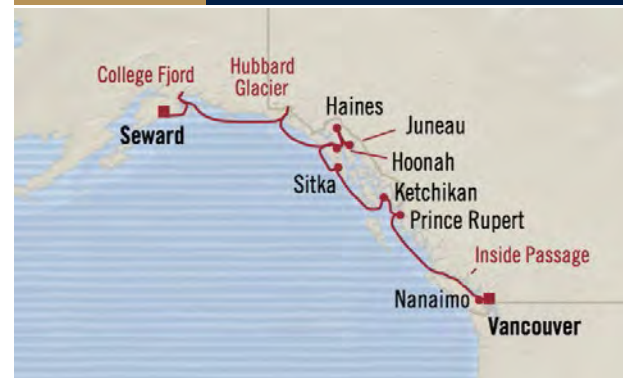 College Fjord
Hubbard
Glacier
Haines
Juneau
Seward
Hoonah
Sitka
Ketchikan
Prince Rupert
Inside Passage
Nanaimo
Vancouver